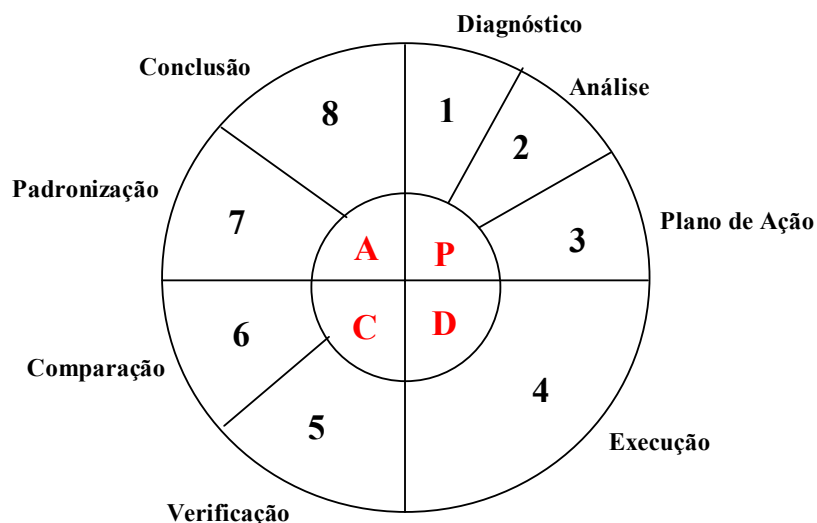 Diagnóstico
Conclusão
Análise
8
1
2
Padronização
7
3
Plano de Ação
A
P
C
D
6
Comparação
4
5
Execução
Verificação